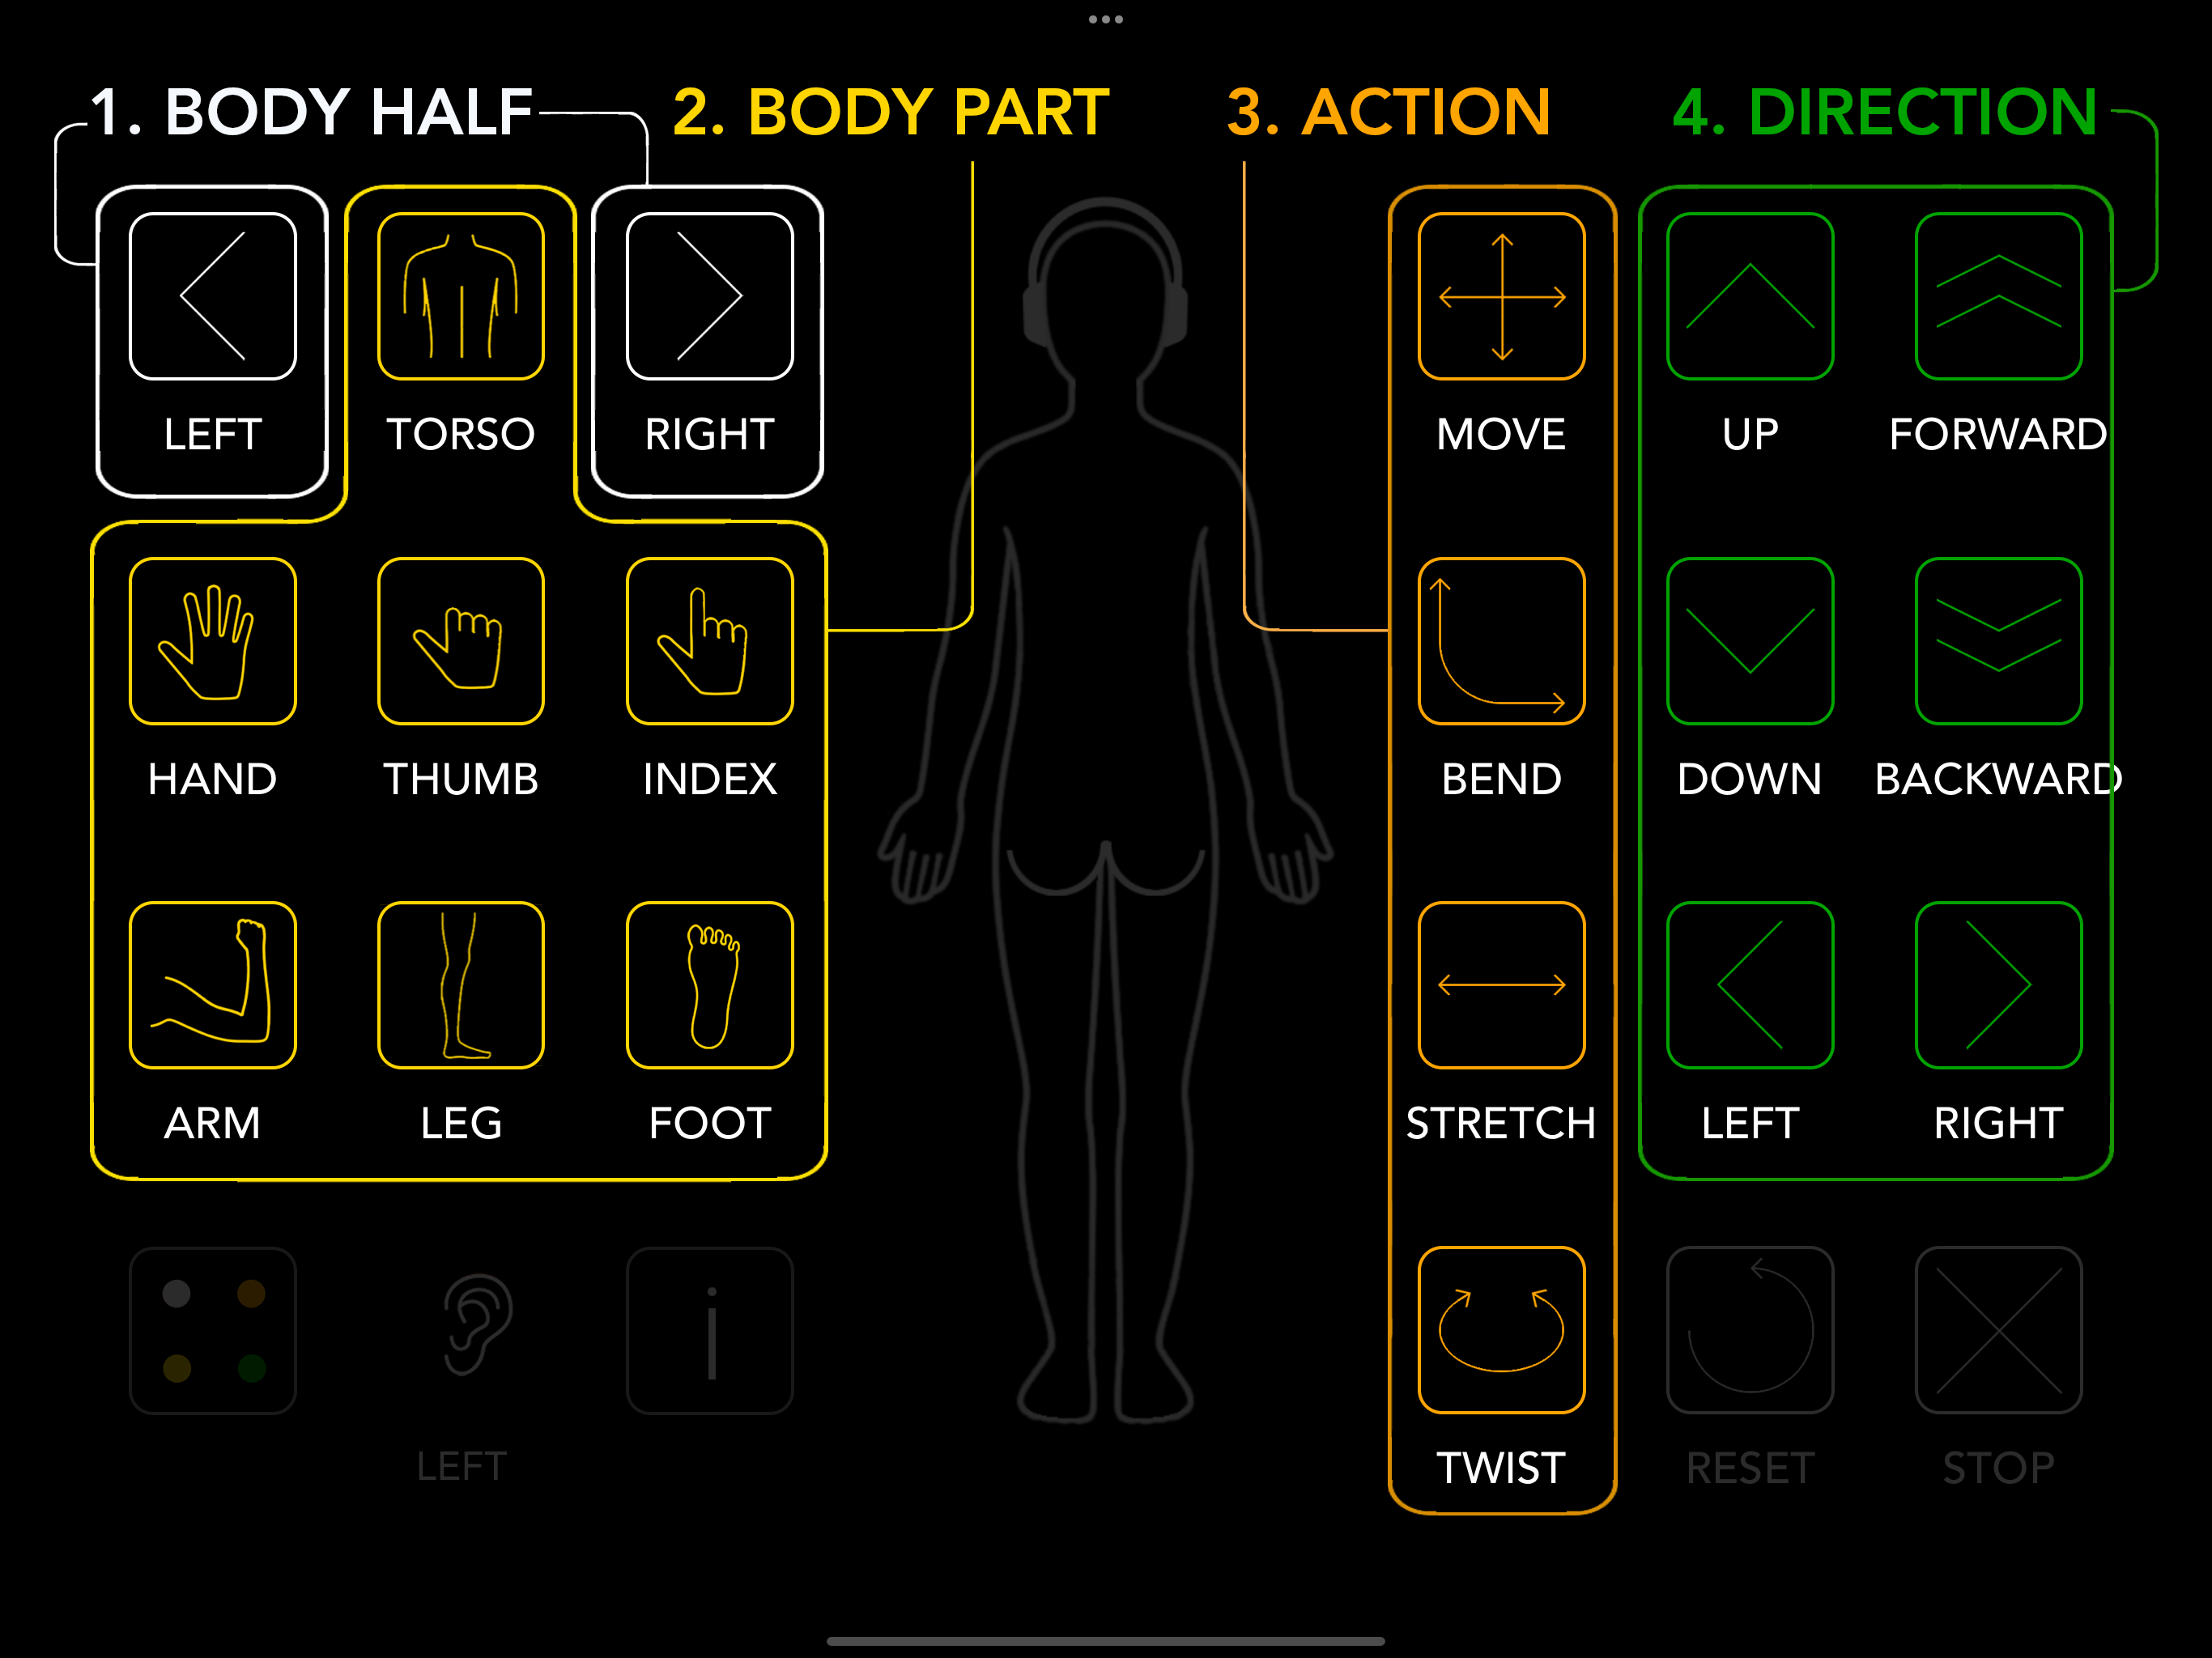 1. BODY HALF
2. BODY PART
3. ACTION
4. DIRECTION
LEFT
TORSO
RIGHT
MOVE
UP
FORWARD
HAND
THUMB
INDEX
BEND
DOWN
BACKWARD
ARM
LEG
FOOT
STRETCH
LEFT
RIGHT
i
LEFT
TWIST
RESET
STOP